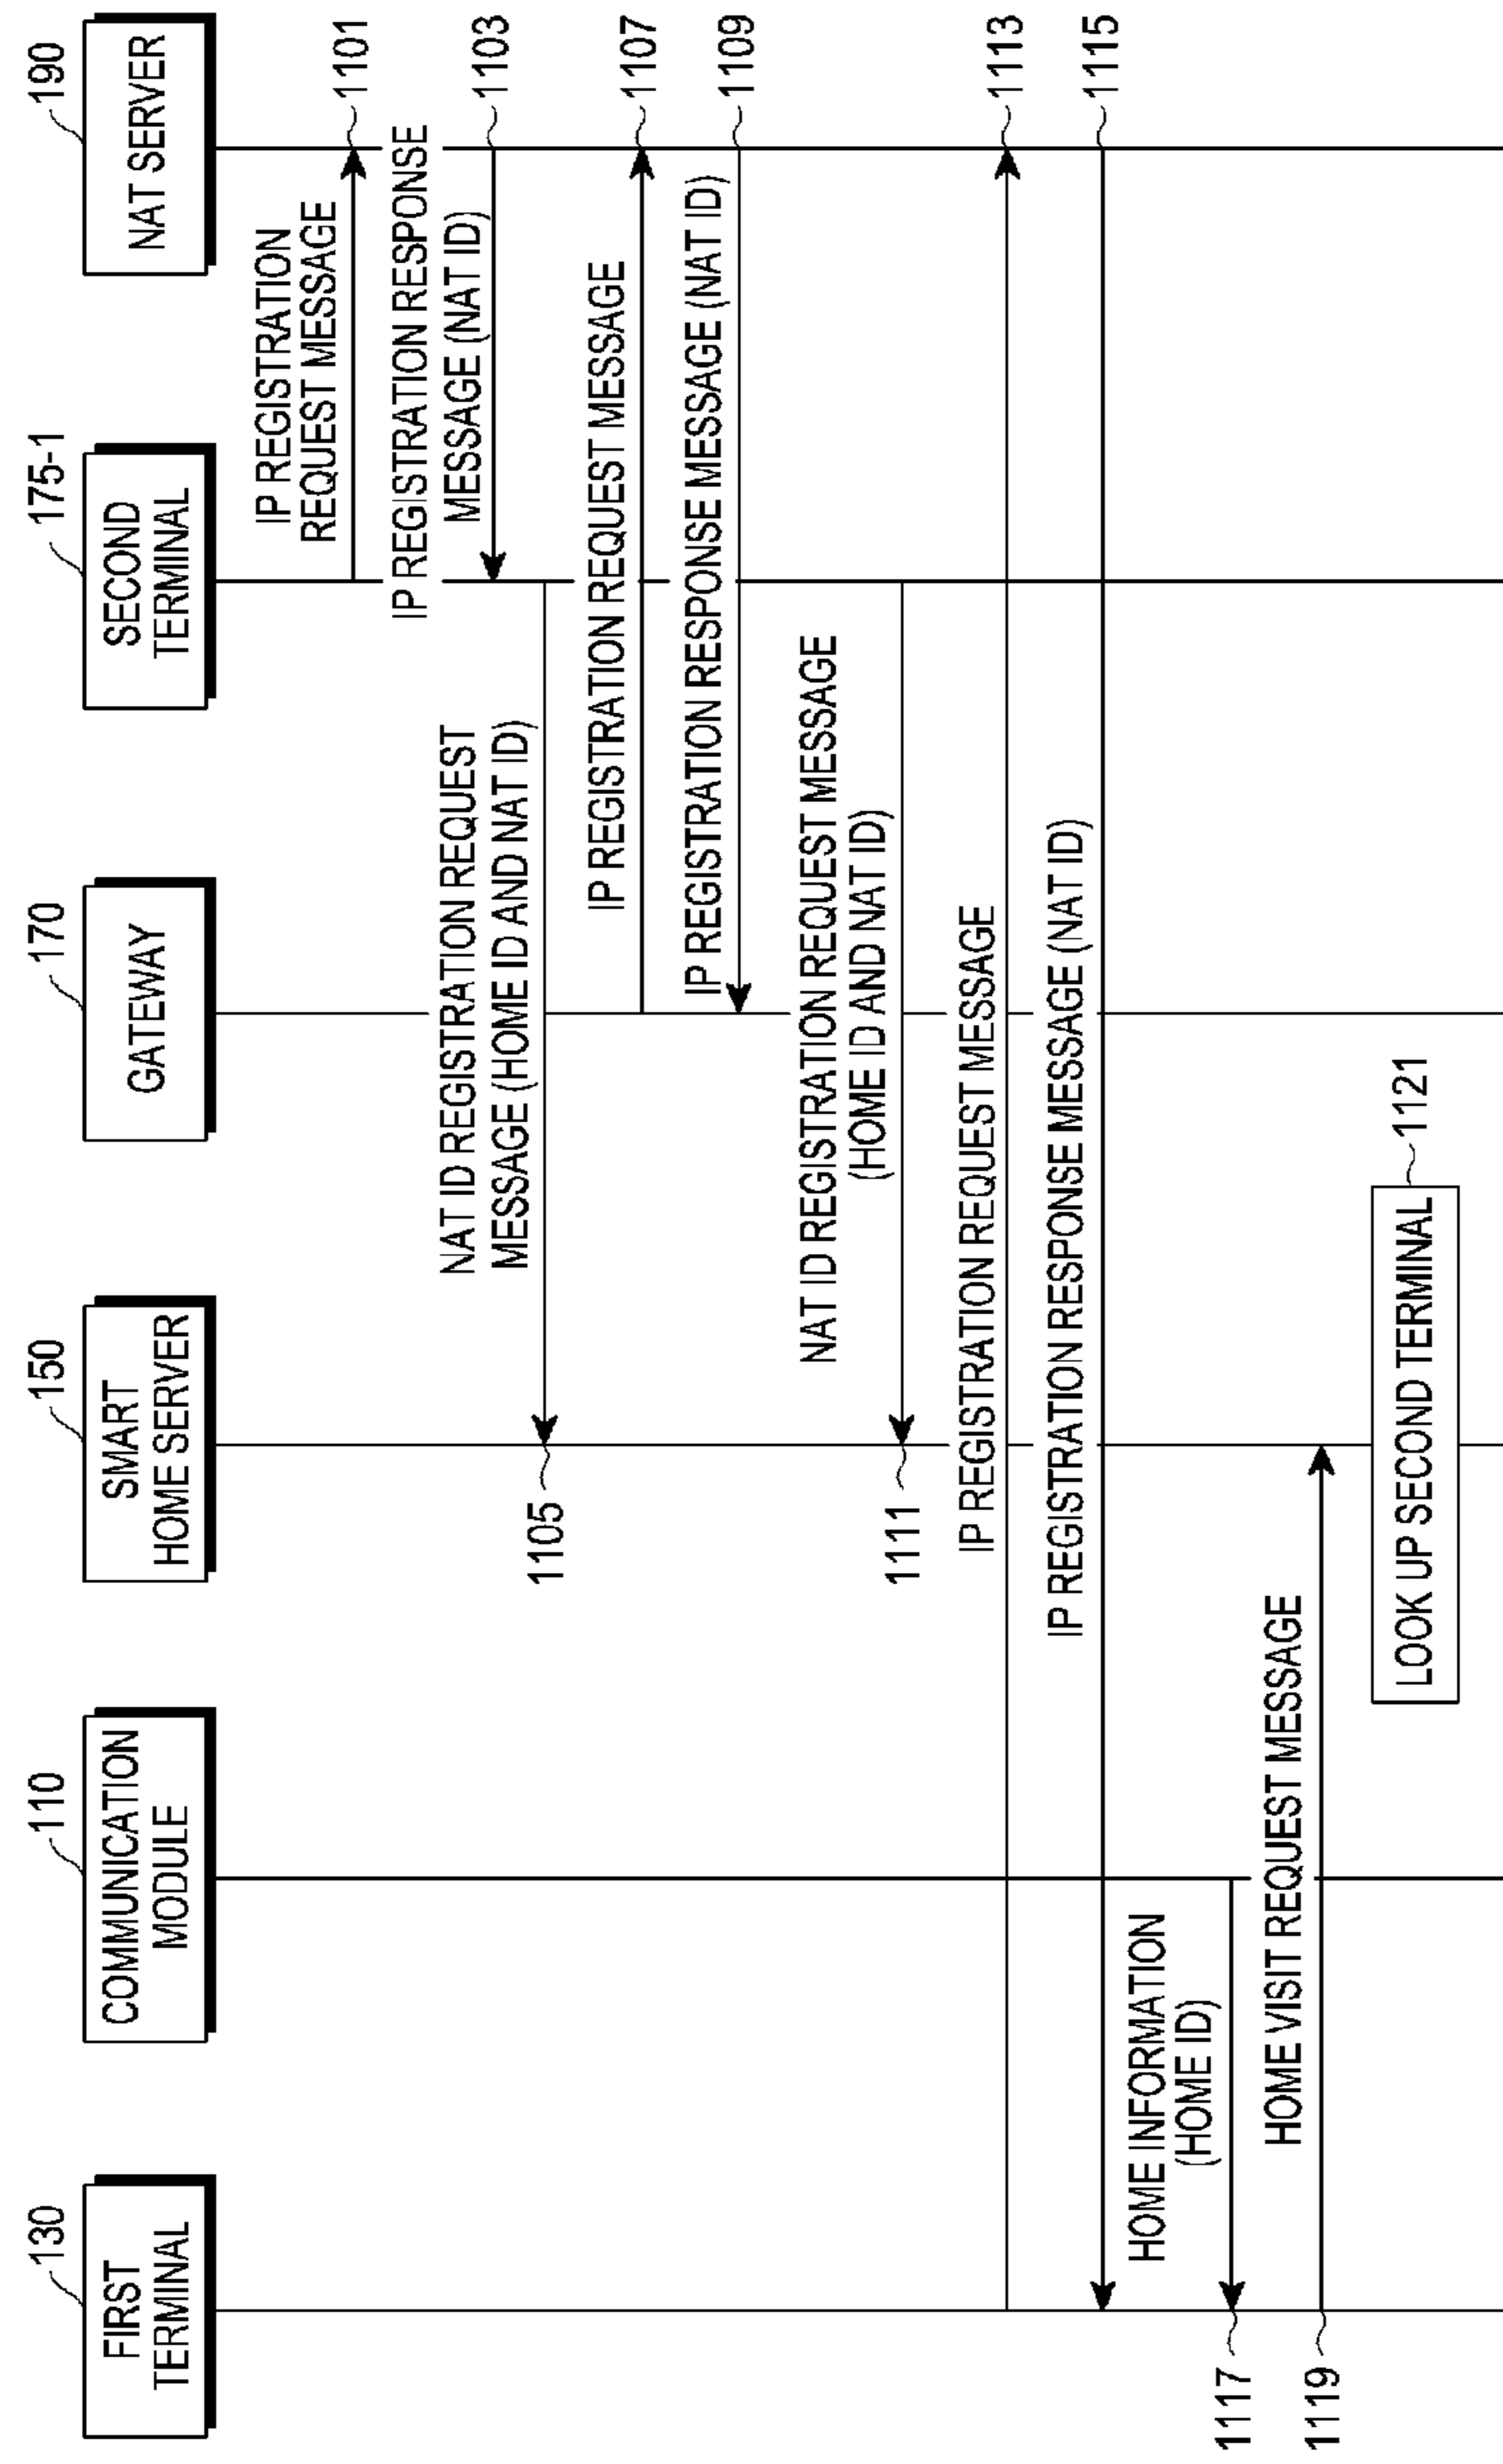 130
FIRST
TERMINAL
110
COMMUNICATION
MODULE
150
SMART
HOME SERVER
170
GATEWAY
175-1
SECOND
TERMINAL
190
NAT SERVER
IP REGISTRATION
REQUEST MESSAGE
1101
IP REGISTRATION RESPONSE
MESSAGE (NAT ID)
1103
NAT ID REGISTRATION REQUEST
MESSAGE (HOME ID AND NAT ID)
1105
IP REGISTRATION REQUEST MESSAGE
1107
IP REGISTRATION RESPONSE MESSAGE (NAT ID)
1109
NAT ID REGISTRATION REQUEST MESSAGE
(HOME ID AND NAT ID)
1111
IP REGISTRATION REQUEST MESSAGE
1113
IP REGISTRATION RESPONSE MESSAGE (NAT ID)
1115
HOME INFORMATION
(HOME ID)
1117
HOME VISIT REQUEST MESSAGE
1119
LOOK UP SECOND TERMINAL
1121